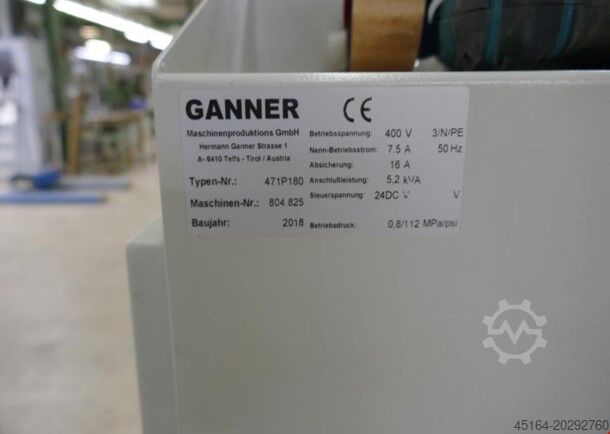 GANNER CE
Maschinenproduktions GmbH
Hermann Ganner Strasse 1
A- 6410 Telfs - Tirol / Austria
Typen-Nr.: 471P180
Maschinen-Nr.: 804.825
Baujahr: 2018
Betriebsspannung: 400 V 3/N/PE
Nenn-Betriebsstrom: 7.5 A 50 Hz
Absicherung: 16 A
Anschlußleistung: 5,2 kVA
Steuerspannung: 24DC V V
Betriebsdruck: 0,8/112 MPa/psi
45164-20292760